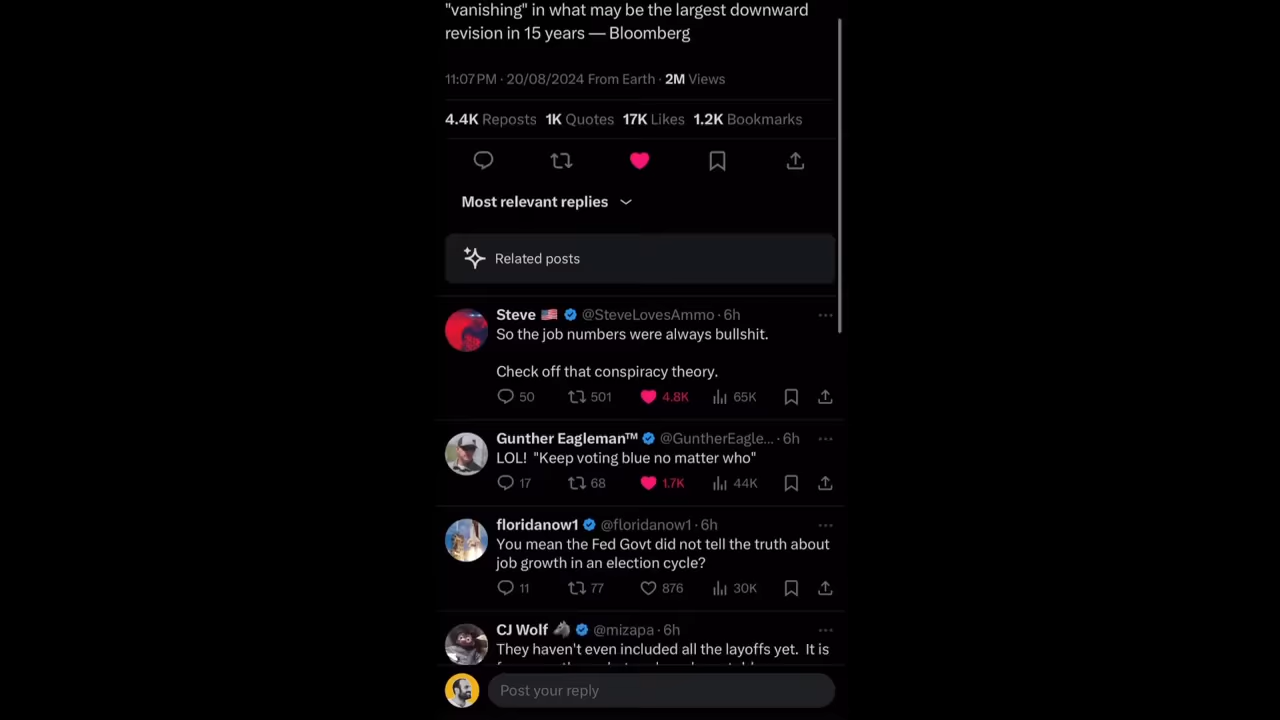 "vanishing" in what may be the largest downward
revision in 15 years — Bloomberg
11:07 PM · 20/08/2024 From Earth · 2M Views
4.4K Reposts 1K Quotes 17K Likes 1.2K Bookmarks
Most relevant replies
Related posts
Steve 🇺🇸 @SteveLovesAmmo · 6h
So the job numbers were always bullshit.
Check off that conspiracy theory.
50 501 4.8K 65K
Gunther Eagleman™ @GuntherEagle... · 6h
LOL! "Keep voting blue no matter who"
17 68 1.7K 44K
floridanow1 @floridanow1 · 6h
You mean the Fed Govt did not tell the truth about
job growth in an election cycle?
11 77 876 30K
CJ Wolf 🐺 @mizapa · 6h
They haven't even included all the layoffs yet. It is
Post your reply